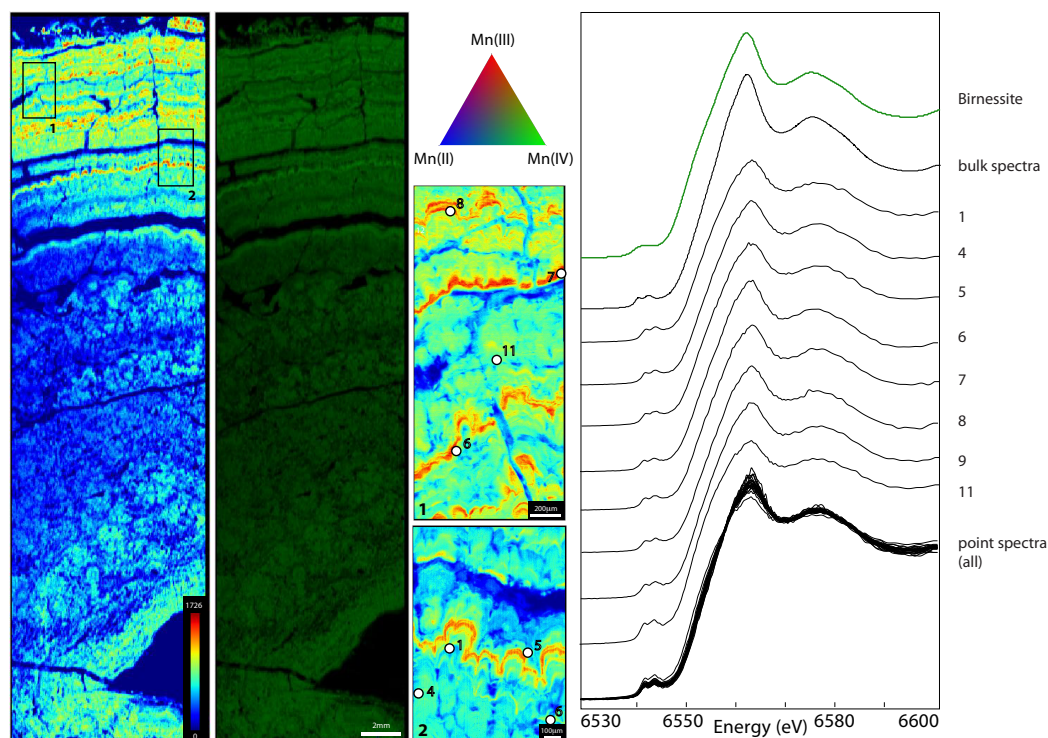 1
2
1726
0
2mm
Mn(III)
Mn(II)
Mn(IV)
8
7
11
6
1
200µm
1
5
4
6
2
100µm
Birnessite
bulk spectra
1
4
5
6
7
8
9
11
point spectra
(all)
6530
6550
Energy (eV)
6580
6600